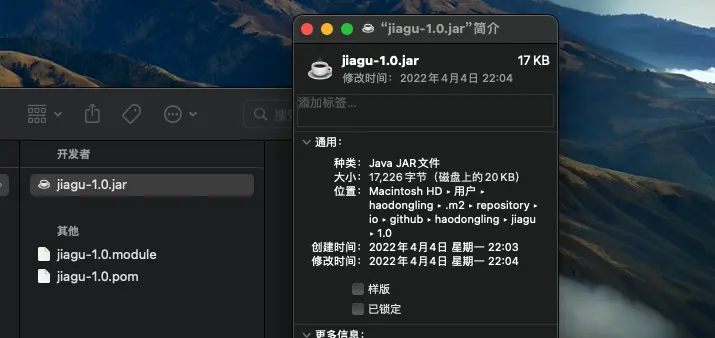 "jiagu-1.0.jar"简介
jiagu-1.0.jar 17 KB
修改时间：2022年4月4日 22:04
添加标签...
搜索
开发者
jiagu-1.0.jar
其他
jiagu-1.0.module
jiagu-1.0.pom
通用：
种类：Java JAR文件
大小：17,226 字节（磁盘上的20 KB）
位置：Macintosh HD ▸ 用户 ▸
haodongling ▸ .m2 ▸ repository ▸
io ▸ github ▸ haodongling ▸ jiagu
▸ 1.0
创建时间：2022年4月4日 星期一 22:03
修改时间：2022年4月4日 星期一 22:04
样版
已锁定
更多信息：